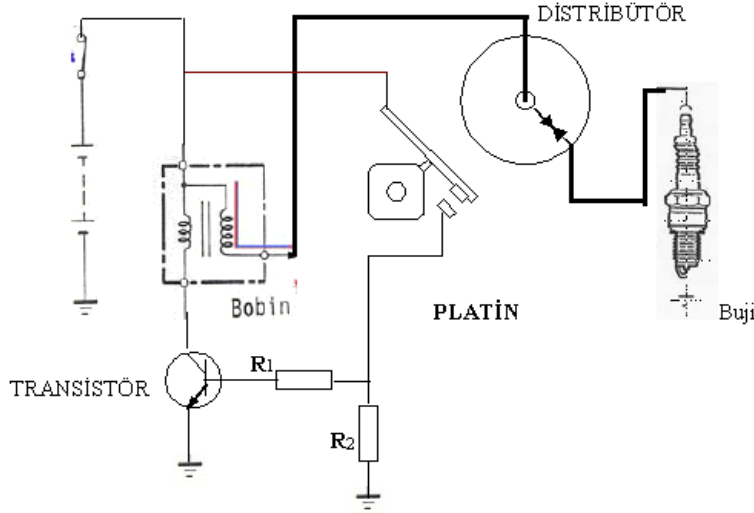 DİSTRİBÜTÖR
Bobin
PLATİN
Buji
R1
TRANSİSTÖR
R2